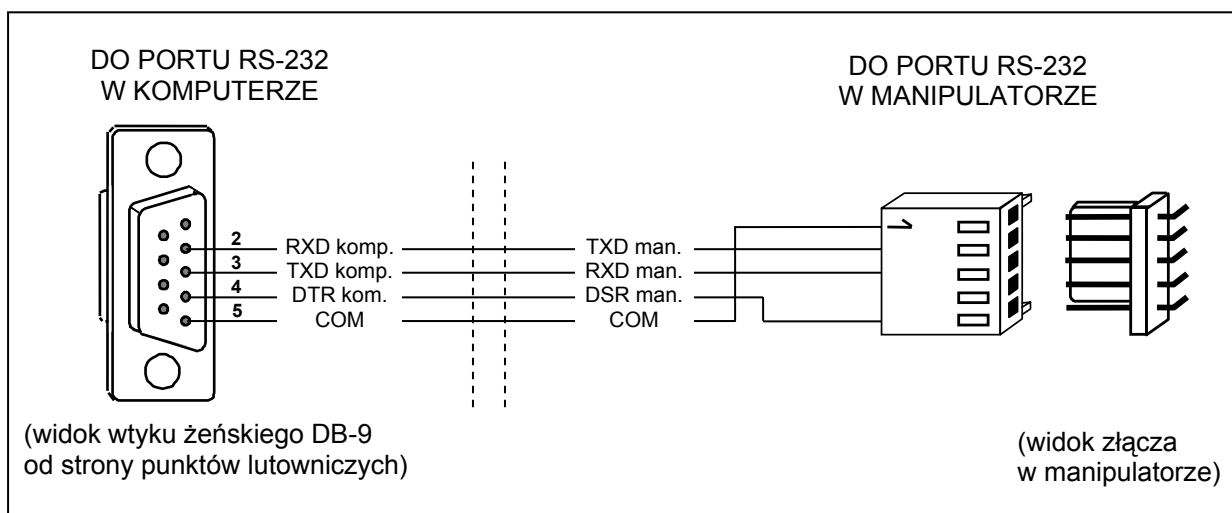 DO PORTU RS-232
W KOMPUTERZE
DO PORTU RS-232
W MANIPULATORZE
2 RXD komp. TXD man.
3 TXD komp. RXD man.
4 DTR kom. DSR man.
5 COM COM
1
(widok wtyku żeńskiego DB-9
od strony punktów lutowniczych)
(widok złącza
w manipulatorze)